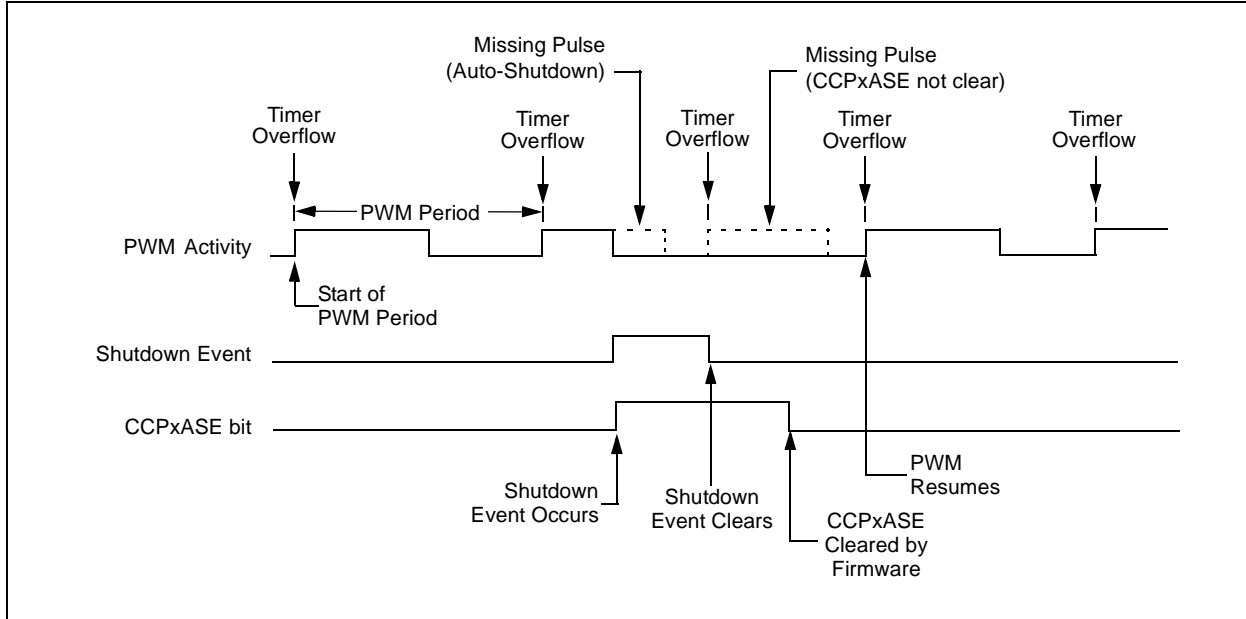 Missing Pulse
(Auto-Shutdown)
Missing Pulse
(CCPxASE not clear)
Timer
Overflow
Timer
Overflow
Timer
Overflow
Timer
Overflow
Timer
Overflow
PWM Period
PWM Activity
Start of
PWM Period
Shutdown Event
CCPxASE bit
Shutdown
Event Occurs
Shutdown
Event Clears
CCPxASE
Cleared by
Firmware
PWM
Resumes